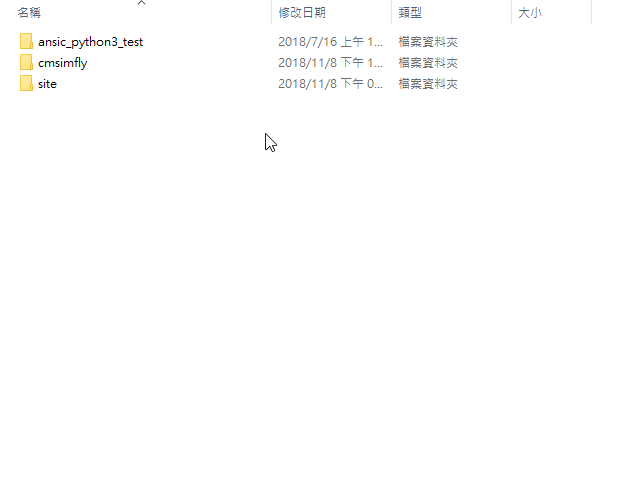 名稱 修改日期 類型 大小
ansic_python3_test 2018/7/16 上午 1... 檔案資料夾
cmsimfly 2018/11/8 下午 1... 檔案資料夾
site 2018/11/8 下午 0... 檔案資料夾